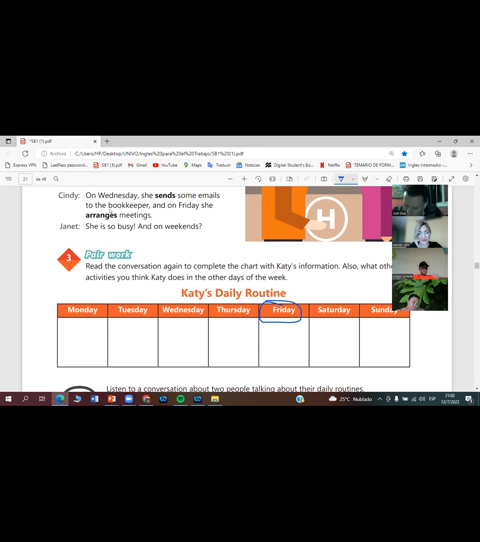 *SB1 (1).pdf
Archivo
C:/Users/HP/Desktop/UNIVO/Ingles%20para%20el%20Trabajo/SB1%20(1).pdf
Express VPN
LastPass password...
SB1 (1).pdf
Gmail
YouTube
Maps
Traducir
Noticias
Digital Student's Bo...
Netflix
TEMARIO DE FORM...
Inglés Intermedio -...
21
de 48
Cindy: On Wednesday, she sends some emails
to the bookkeeper, and on Friday she
arranges meetings.
Janet: She is so busy! And on weekends?
H
3
Pair work
Read the conversation again to complete the chart with Katy's information. Also, what oth
activities you think Katy does in the other days of the week.
Katy's Daily Routine
Monday Tuesday Wednesday Thursday Friday Saturday Sunday
Listen to a conversation about two people talking about their daily routines.
25°C Nublado
ESP
21:02
12/7/2022